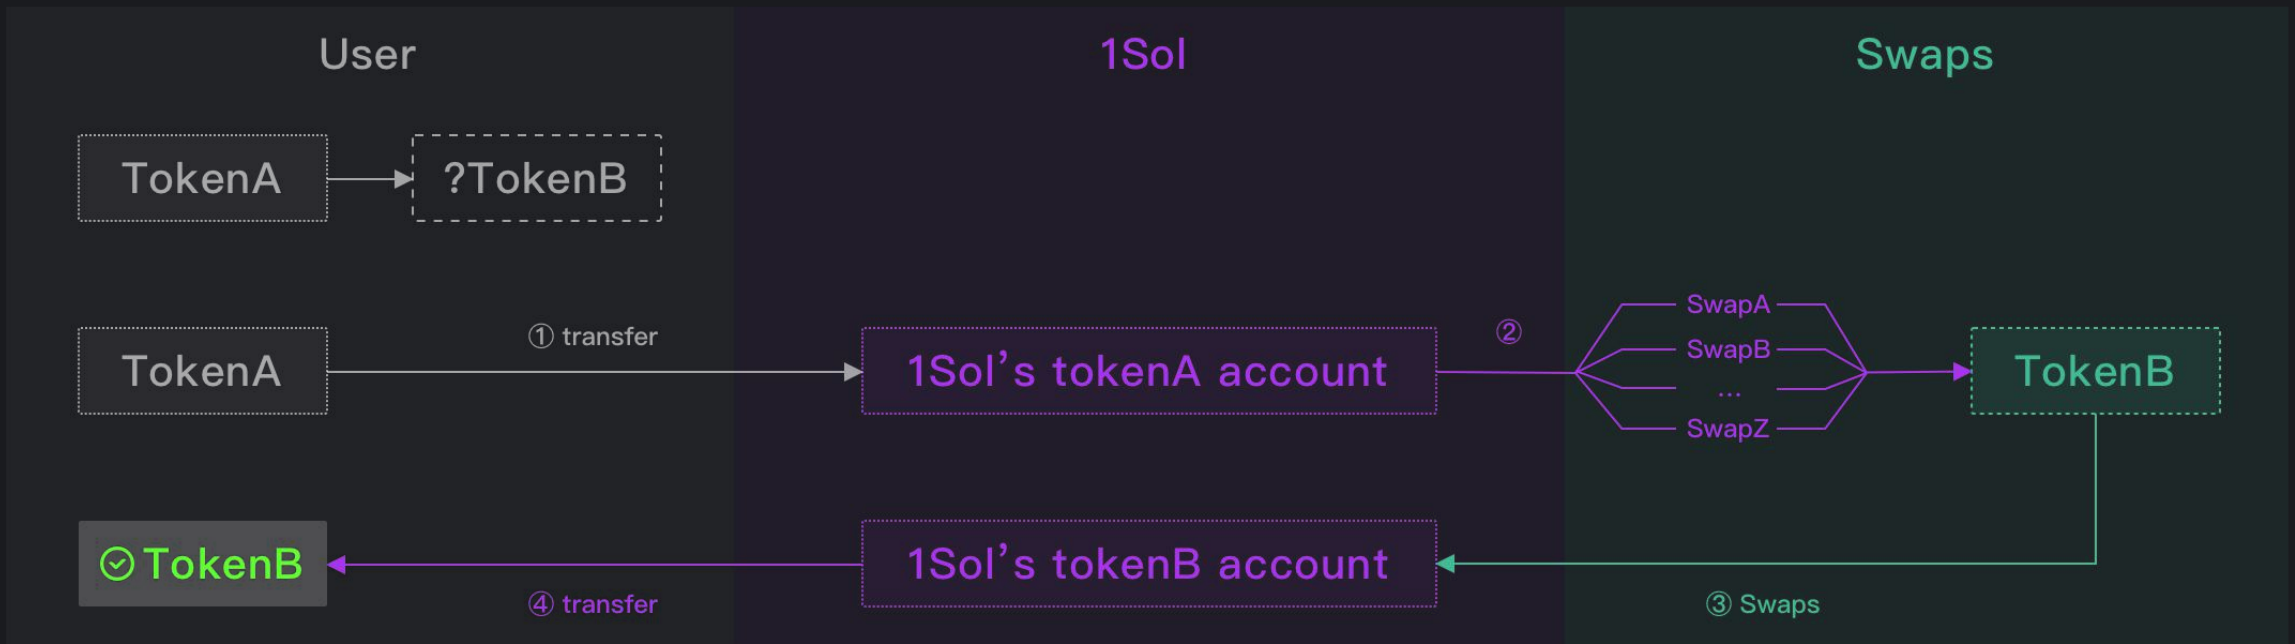 User
1Sol
Swaps
TokenA
?TokenB
TokenA
① transfer
1Sol’s tokenA account
②
SwapA
SwapB
...
SwapZ
TokenB
TokenB
④ transfer
1Sol’s tokenB account
③ Swaps